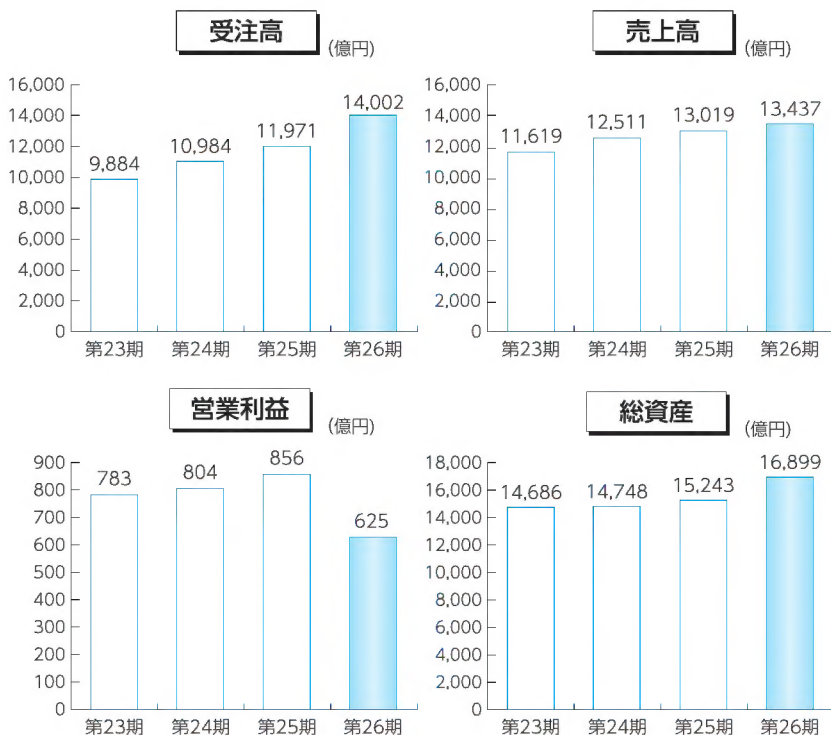 受注高
(億円)
16,000
14,000
12,000
10,000
8,000
6,000
4,000
2,000
0
9,884
10,984
11,971
14,002
第23期
第24期
第25期
第26期
売上高
(億円)
16,000
14,000
12,000
10,000
8,000
6,000
4,000
2,000
0
11,619
12,511
13,019
13,437
第23期
第24期
第25期
第26期
営業利益
(億円)
900
800
700
600
500
400
300
200
100
0
783
804
856
625
第23期
第24期
第25期
第26期
総資産
(億円)
18,000
16,000
14,000
12,000
10,000
8,000
6,000
4,000
2,000
0
14,686
14,748
15,243
16,899
第23期
第24期
第25期
第26期